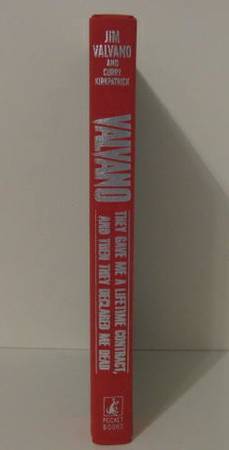 JIM
VALVANO
AND
CURRY
KIRKPATRICK
VALVANO
THEY GAVE ME A LIFETIME CONTRACT,
AND THEN THEY DECLARED ME DEAD
POCKET
BOOKS